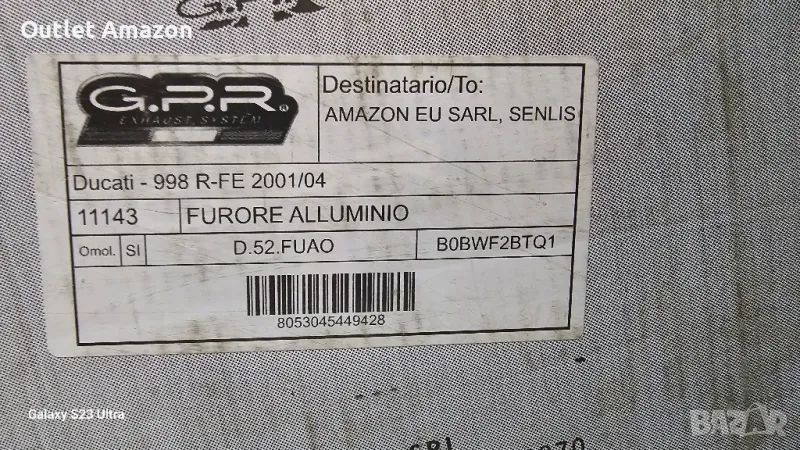 Outlet Amazon
G.P.R.
EXHAUST SYSTEM
Destinatario/To:
AMAZON EU SARL, SENLIS
Ducati - 998 R-FE 2001/04
11143 FURORE ALLUMINIO
Omol. SI D.52.FUAO B0BWF2BTQ1
8053045449428
Galaxy S23 Ultra
BAZAR